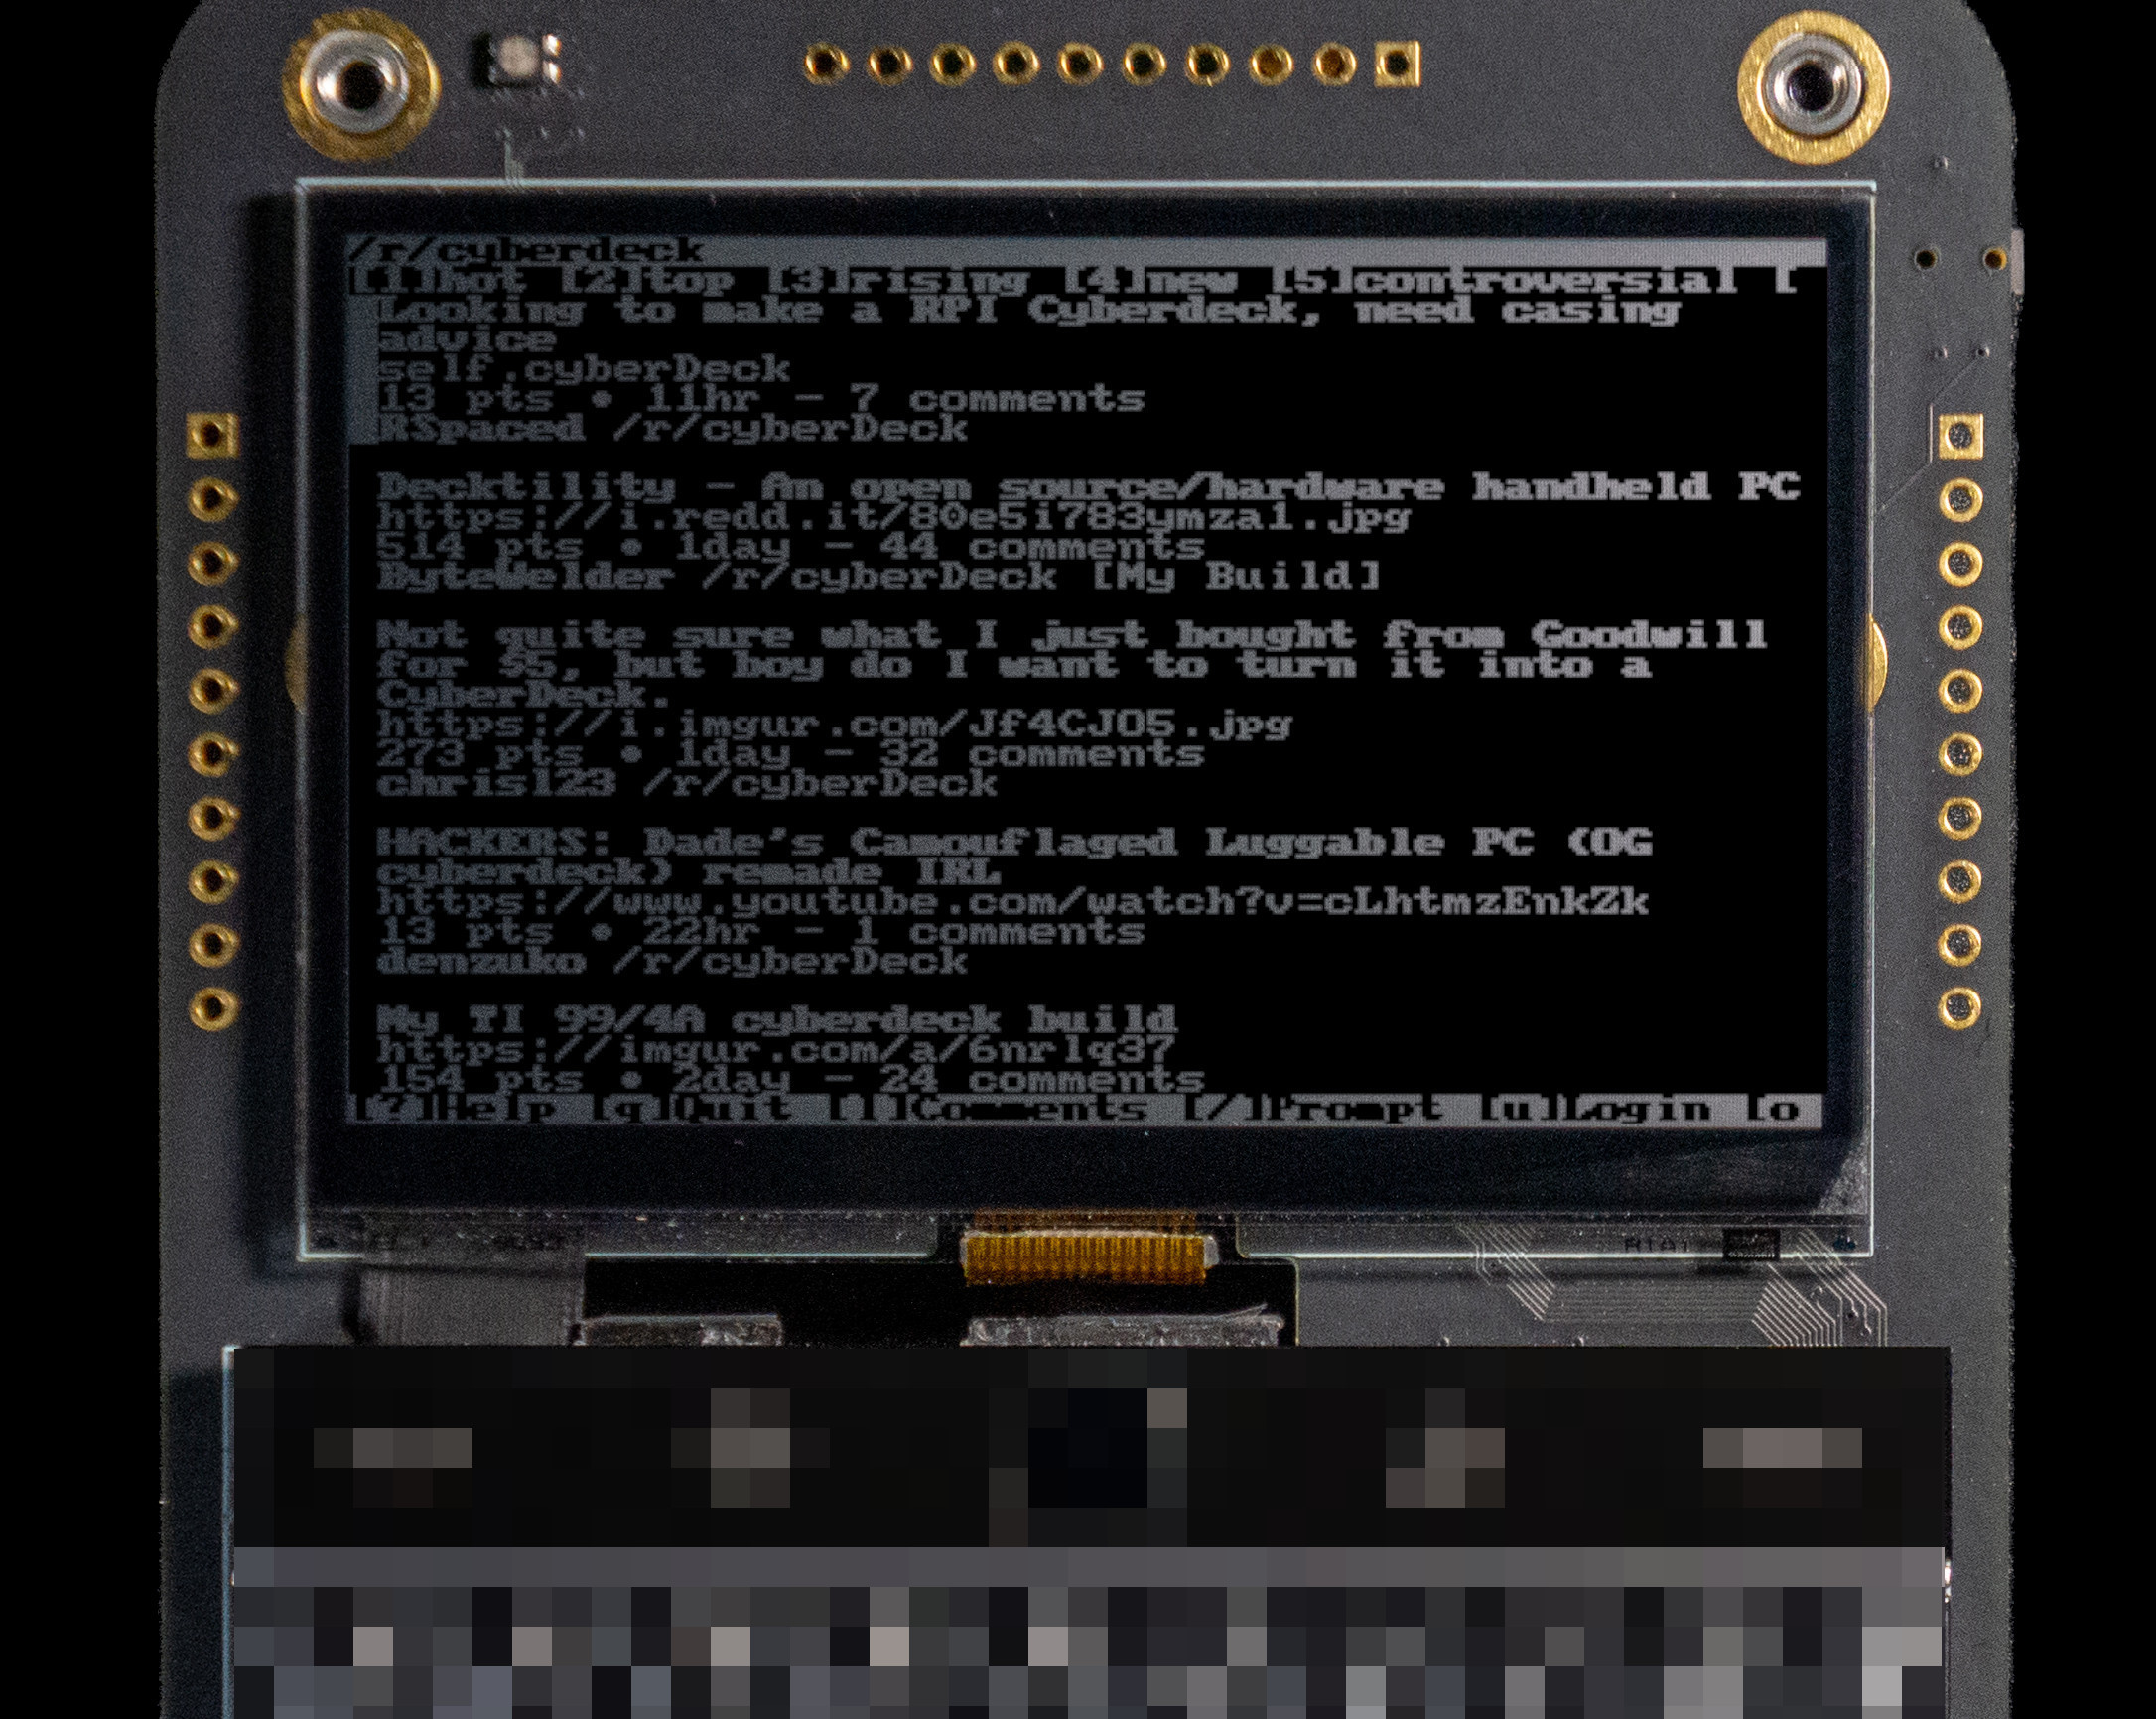 /r/cyberdeck
[1]hot [2]top [3]rising [4]new [5]controversial [
Looking to make a RPI Cyberdeck, need casing
advice
self.cyberDeck
13 pts • 11hr - 7 comments
RSpaced /r/cyberDeck
Decktility - An open source/hardware handheld PC
https://i.redd.it/80e5i783ymza1.jpg
514 pts • 1day - 44 comments
ByteWelder /r/cyberDeck [My Build]
Not quite sure what I just bought from Goodwill
for $5, but boy do I want to turn it into a
CyberDeck.
https://i.imgur.com/Jf4CJO5.jpg
273 pts • 1day - 32 comments
chris123 /r/cyberDeck
HACKERS: Dade's Camouflaged Luggable PC (OG
cyberdeck) remade IRL
https://www.youtube.com/watch?v=cLhtmzEnkZk
13 pts • 22hr - 1 comments
denzuko /r/cyberDeck
My TI 99/4A cyberdeck build
https://imgur.com/a/6nrlq37
154 pts • 2day - 24 comments
[?]Help [q]Quit [l]Comments [/]Prompt [u]Login [o